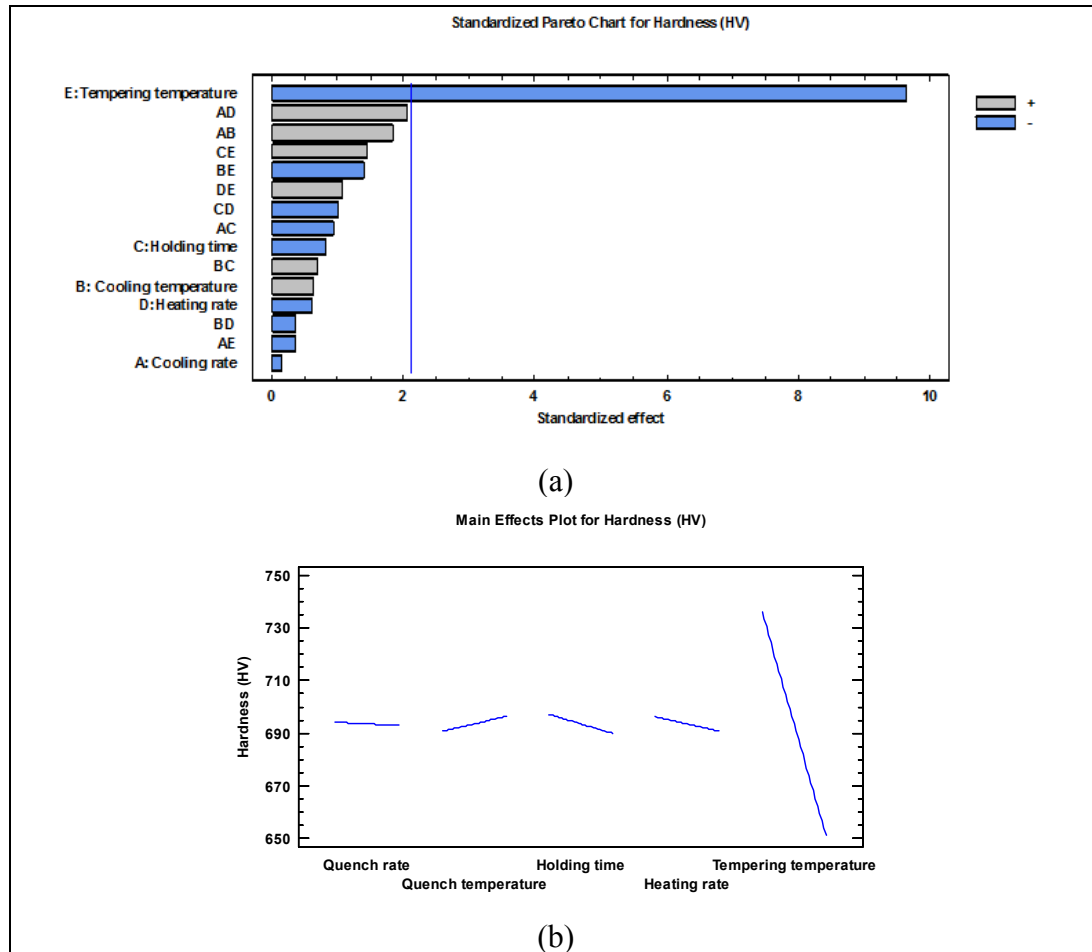 Standardized Pareto Chart for Hardness (HV)
E:Tempering temperature
AD
AB
CE
BE
DE
CD
AC
C:Holding time
BC
B: Cooling temperature
D:Heating rate
BD
AE
A: Cooling rate
+
-
0 2 4 6 8 10
Standardized effect
(a)
Main Effects Plot for Hardness (HV)
Hardness (HV)
750
730
710
690
670
650
Quench rate Holding time Tempering temperature
Quench temperature Heating rate
(b)